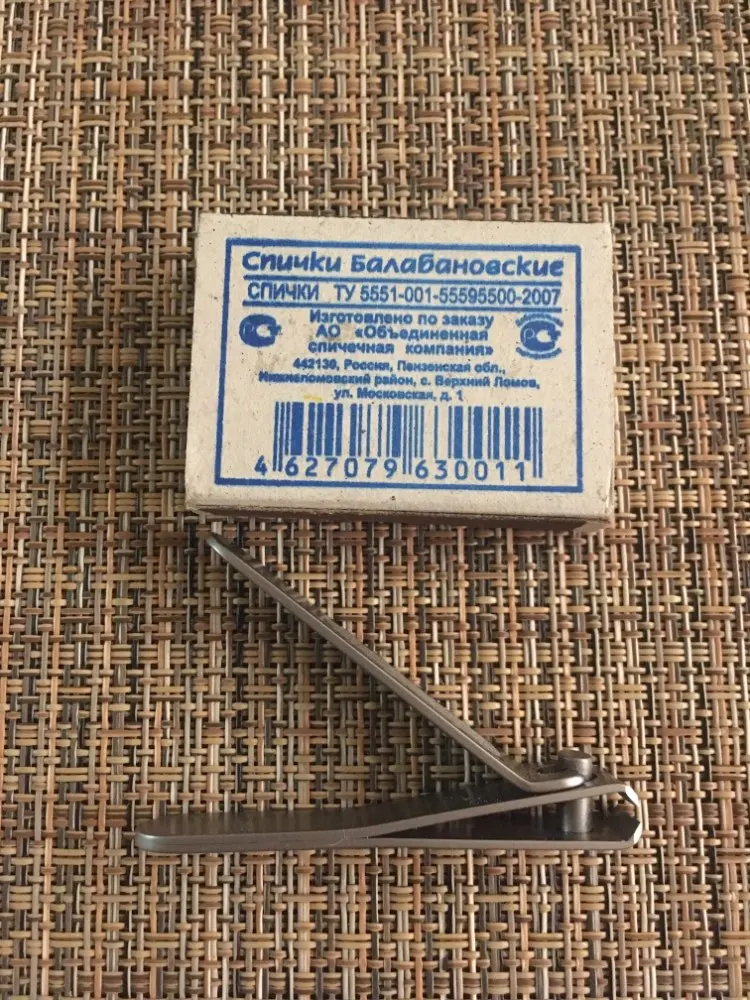 Спички Балабановские
СПИЧКИ ТУ 5551-001-55595500-2007
Изготовлено по заказу
АО «Объединенная
спичечная компания»
442130, Россия, Пензенская обл.,
Нижнеломовский район, с. Верхний Ломов,
ул. Московская, д. 1
4 627079 630011